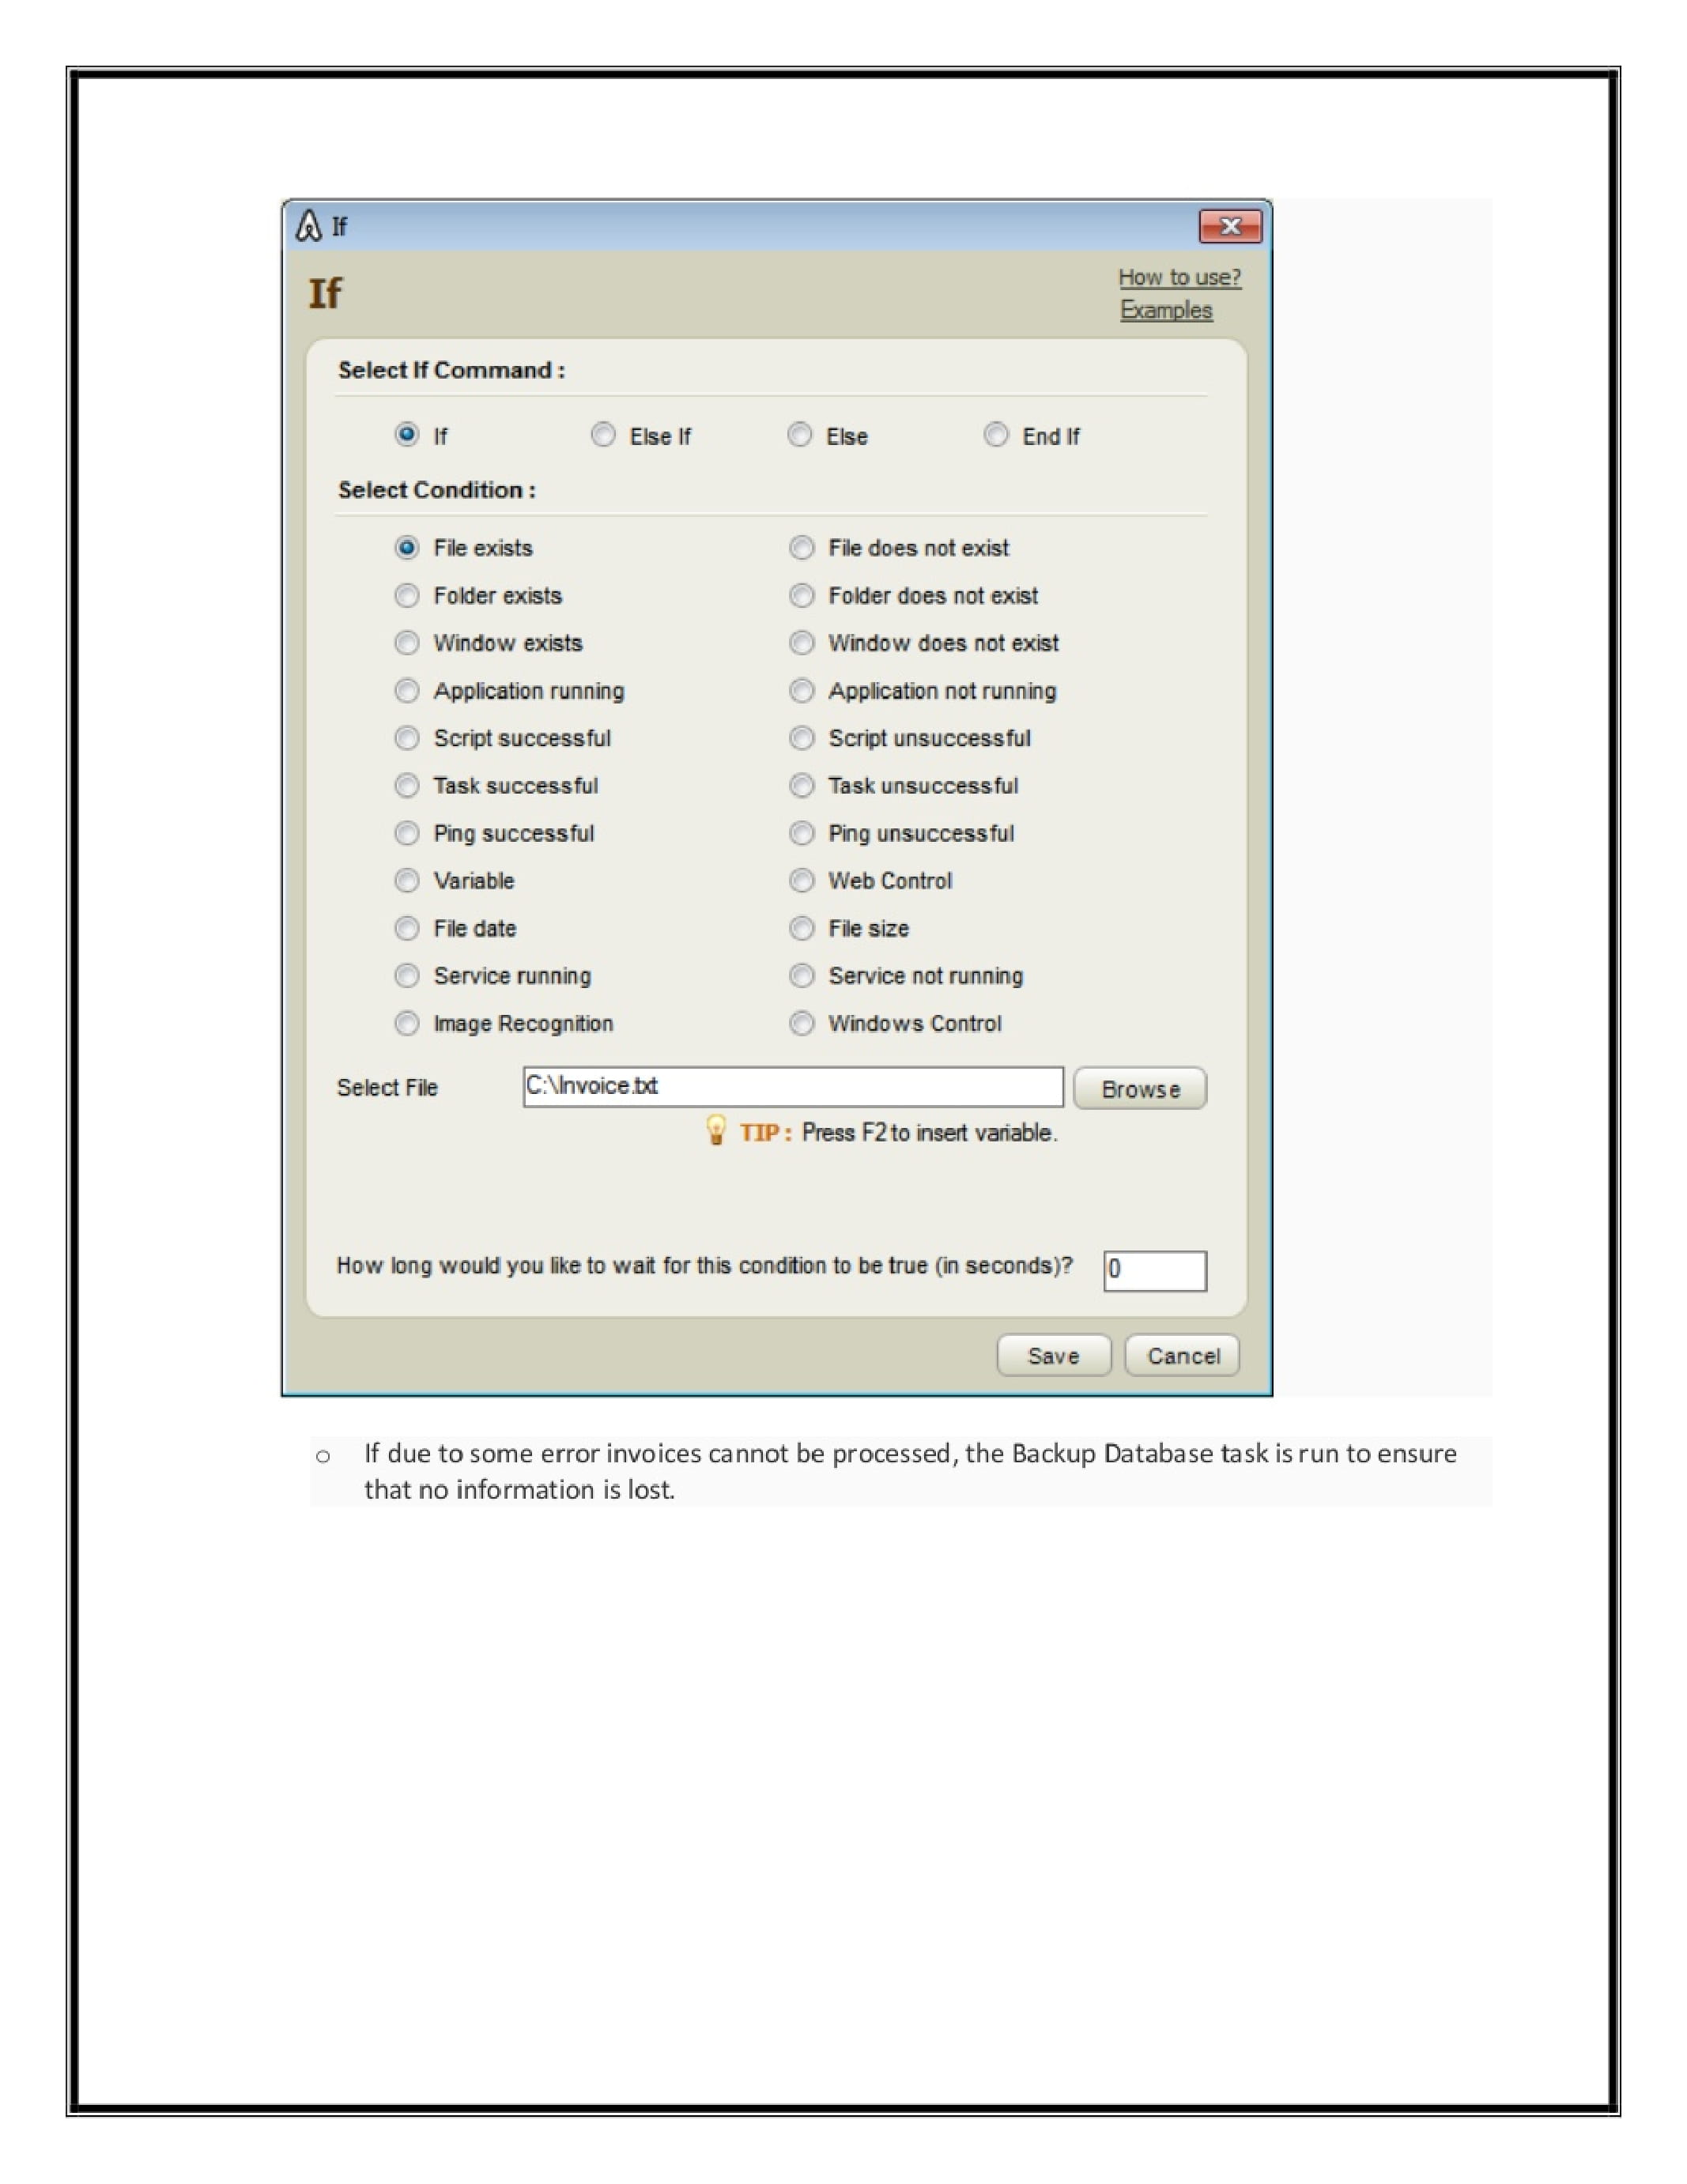 If
If
How to use?
Examples
Select If Command :
If Else If Else End If
Select Condition :
File exists File does not exist
Folder exists Folder does not exist
Window exists Window does not exist
Application running Application not running
Script successful Script unsuccessful
Task successful Task unsuccessful
Ping successful Ping unsuccessful
Variable Web Control
File date File size
Service running Service not running
Image Recognition Windows Control
Select File C:\Invoice.txt Browse
TIP : Press F2 to insert variable.
How long would you like to wait for this condition to be true (in seconds)? 0
Save Cancel
o If due to some error invoices cannot be processed, the Backup Database task is run to ensure
that no information is lost.